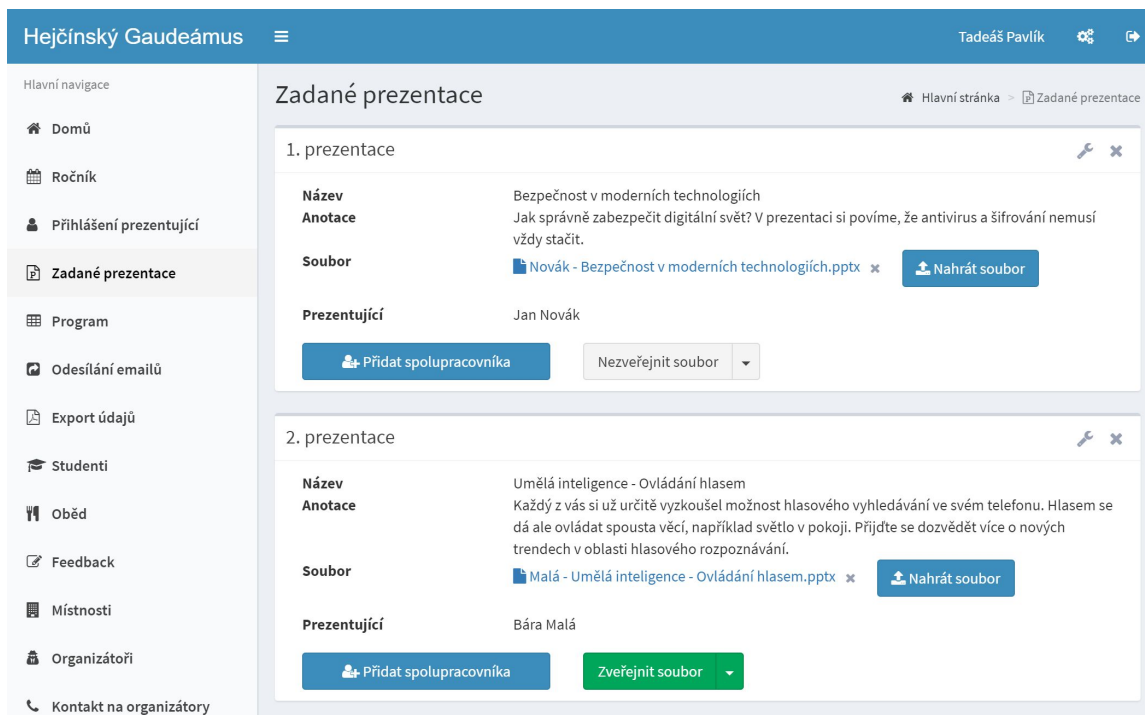 Hejčínský Gaudeámus
Tadeáš Pavlík
Hlavní navigace
Domů
Ročník
Přihlášení prezentující
Zadané prezentace
Program
Odesílání emailů
Export údajů
Studenti
Oběd
Feedback
Místnosti
Organizátoři
Kontakt na organizátory
Zadané prezentace
Hlavní stránka > Zadané prezentace
1. prezentace
Název Bezpečnost v moderních technologiích
Anotace Jak správně zabezpečit digitální svět? V prezentaci si povíme, že antivirus a šifrování nemusí
vždy stačit.
Soubor Novák - Bezpečnost v moderních technologiích.pptx Nahrát soubor
Prezentující Jan Novák
Přidat spolupracovníka Nezveřejnit soubor
2. prezentace
Název Umělá inteligence - Ovládání hlasem
Anotace Každý z vás si už určitě vyzkoušel možnost hlasového vyhledávání ve svém telefonu. Hlasem se
dá ale ovládat spousta věcí, například světlo v pokoji. Přijďte se dozvědět více o nových
trendech v oblasti hlasového rozpoznávání.
Soubor Malá - Umělá inteligence - Ovládání hlasem.pptx Nahrát soubor
Prezentující Bára Malá
Přidat spolupracovníka Zveřejnit soubor